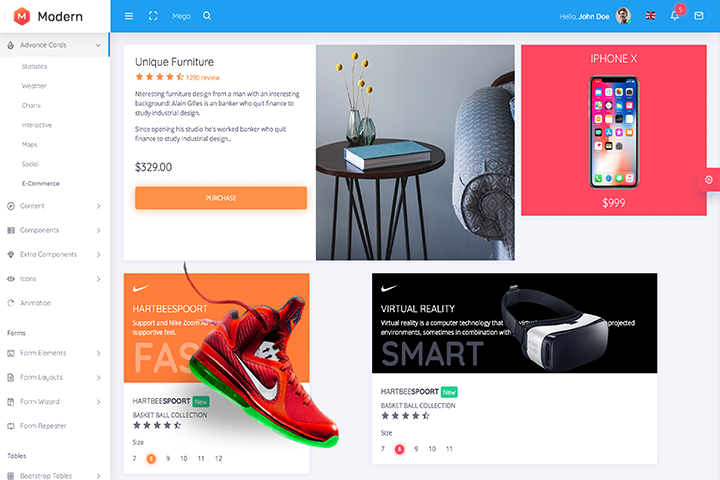 Modern
Mega
Hello, John Doe
5
Advance Cards
Statistics
Weather
Charts
Interactive
Maps
Social
E-Commerce
Content
Components
Extra Components
Icons
Animation
Forms
Form Elements
Form Layouts
Form Wizard
Form Repeater
Tables
Bootstrap Tables
Unique Furniture
1290 review
Nteresting furniture design from a man with an interesting
background: Alain Gilles is an banker who quit finance to
study industrial design.
Since opening his studio he's worked banker who quit
finance to study industrial design..
$329.00
PURCHASE
IPHONE X
$999
HARTBEESPOORT
Support and Nike Zoom Air
supportive feel.
FAS
HARTBEESPOORT New
BASKET BALL COLLECTION
Size
7 8 9 10 11 12
VIRTUAL REALITY
Virtual reality is a computer technology that virtu projected
environments, sometimes in combination with
SMART
HARTBEESPOORT New
BASKET BALL COLLECTION
Size
7 8 9 10 11